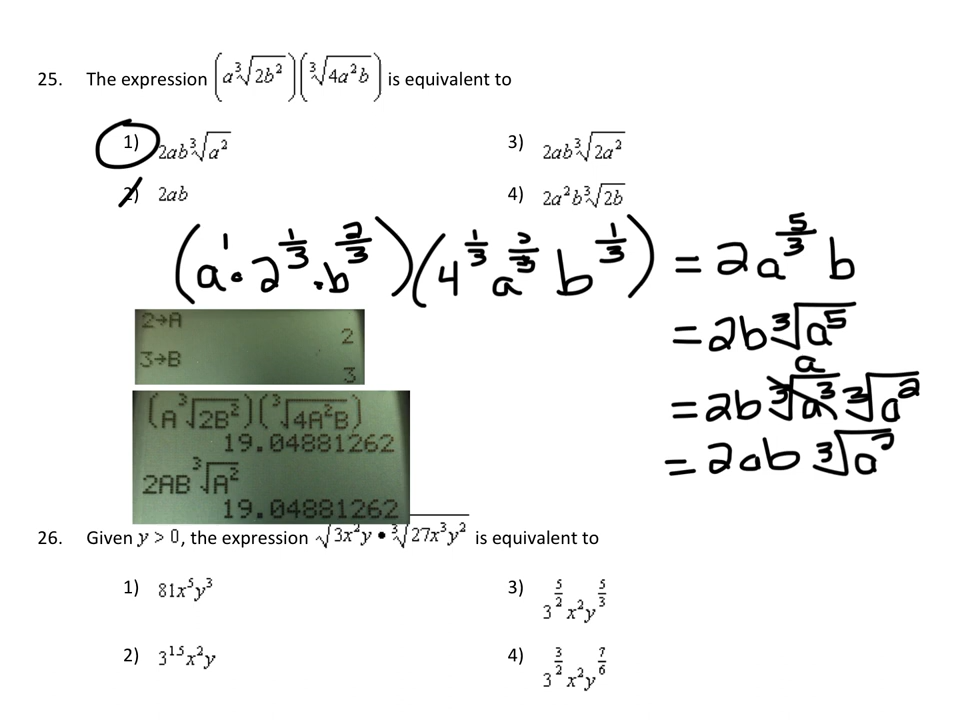 25. The expression (a∛(2b²))(∛(4a²b)) is equivalent to
1) 2ab∛(a²)
3) 2ab∛(2a²)
2) 2ab
4) 2a²b∛(2b)
(a¹·2^(1/3)·b^(2/3))(4^(1/3) a^(2/3) b^(1/3)) = 2a^(5/3) b
= 2b∛(a⁵)
2→A
2
3→B
3
a
= 2b∛(a³)∛(a²)
(A∛(2B²))(∛(4A²B))
19.04881262
= 2ab∛(a²)
2AB∛(A²)
19.04881262
26. Given y > 0, the expression √(3x²y • ∛(27x³y²)) is equivalent to
1) 81x⁵y³
3) 3^(5/2) x² y^(5/3)
2) 3^1.5 x²y
4) 3^(3/2) x² y^(7/6)